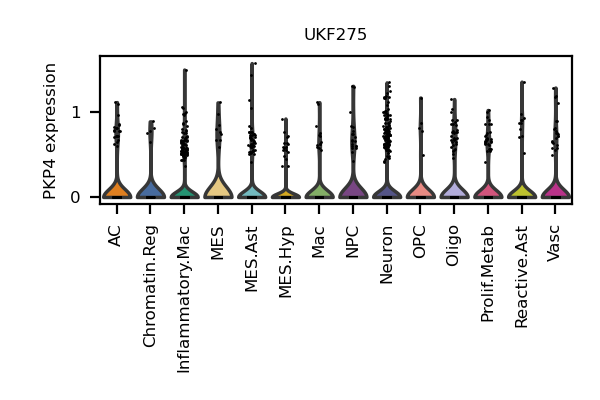 UKF275
PKP4 expression
1
0
AC
Chromatin.Reg
Inflammatory.Mac
MES
MES.Ast
MES.Hyp
Mac
NPC
Neuron
OPC
Oligo
Prolif.Metab
Reactive.Ast
Vasc